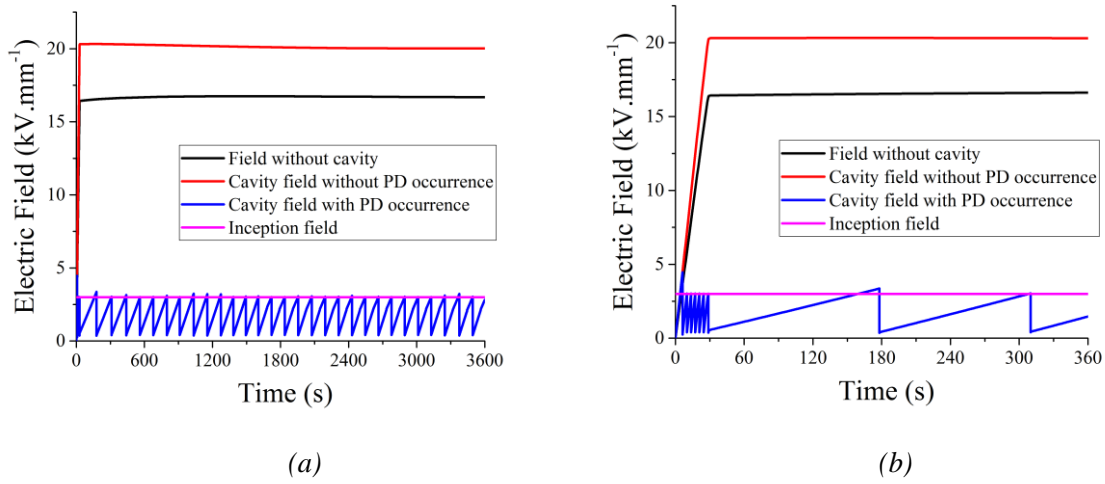 Electric Field (kV.mm⁻¹)
20
15
10
5
0
Field without cavity
Cavity field without PD occurrence
Cavity field with PD occurrence
Inception field
0 600 1200 1800 2400 3000 3600
Time (s)
(a)
Electric Field (kV.mm⁻¹)
20
15
10
5
0
Field without cavity
Cavity field without PD occurrence
Cavity field with PD occurrence
Inception field
0 60 120 180 240 300 360
Time (s)
(b)